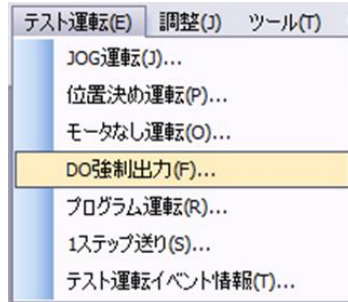 テスト運転(E) 調整(J) ツール(T)
JOG運転(J)...
位置決め運転(P)...
モータなし運転(O)...
DO強制出力(F)...
プログラム運転(R)...
1ステップ送り(S)...
テスト運転イベント情報(T)...